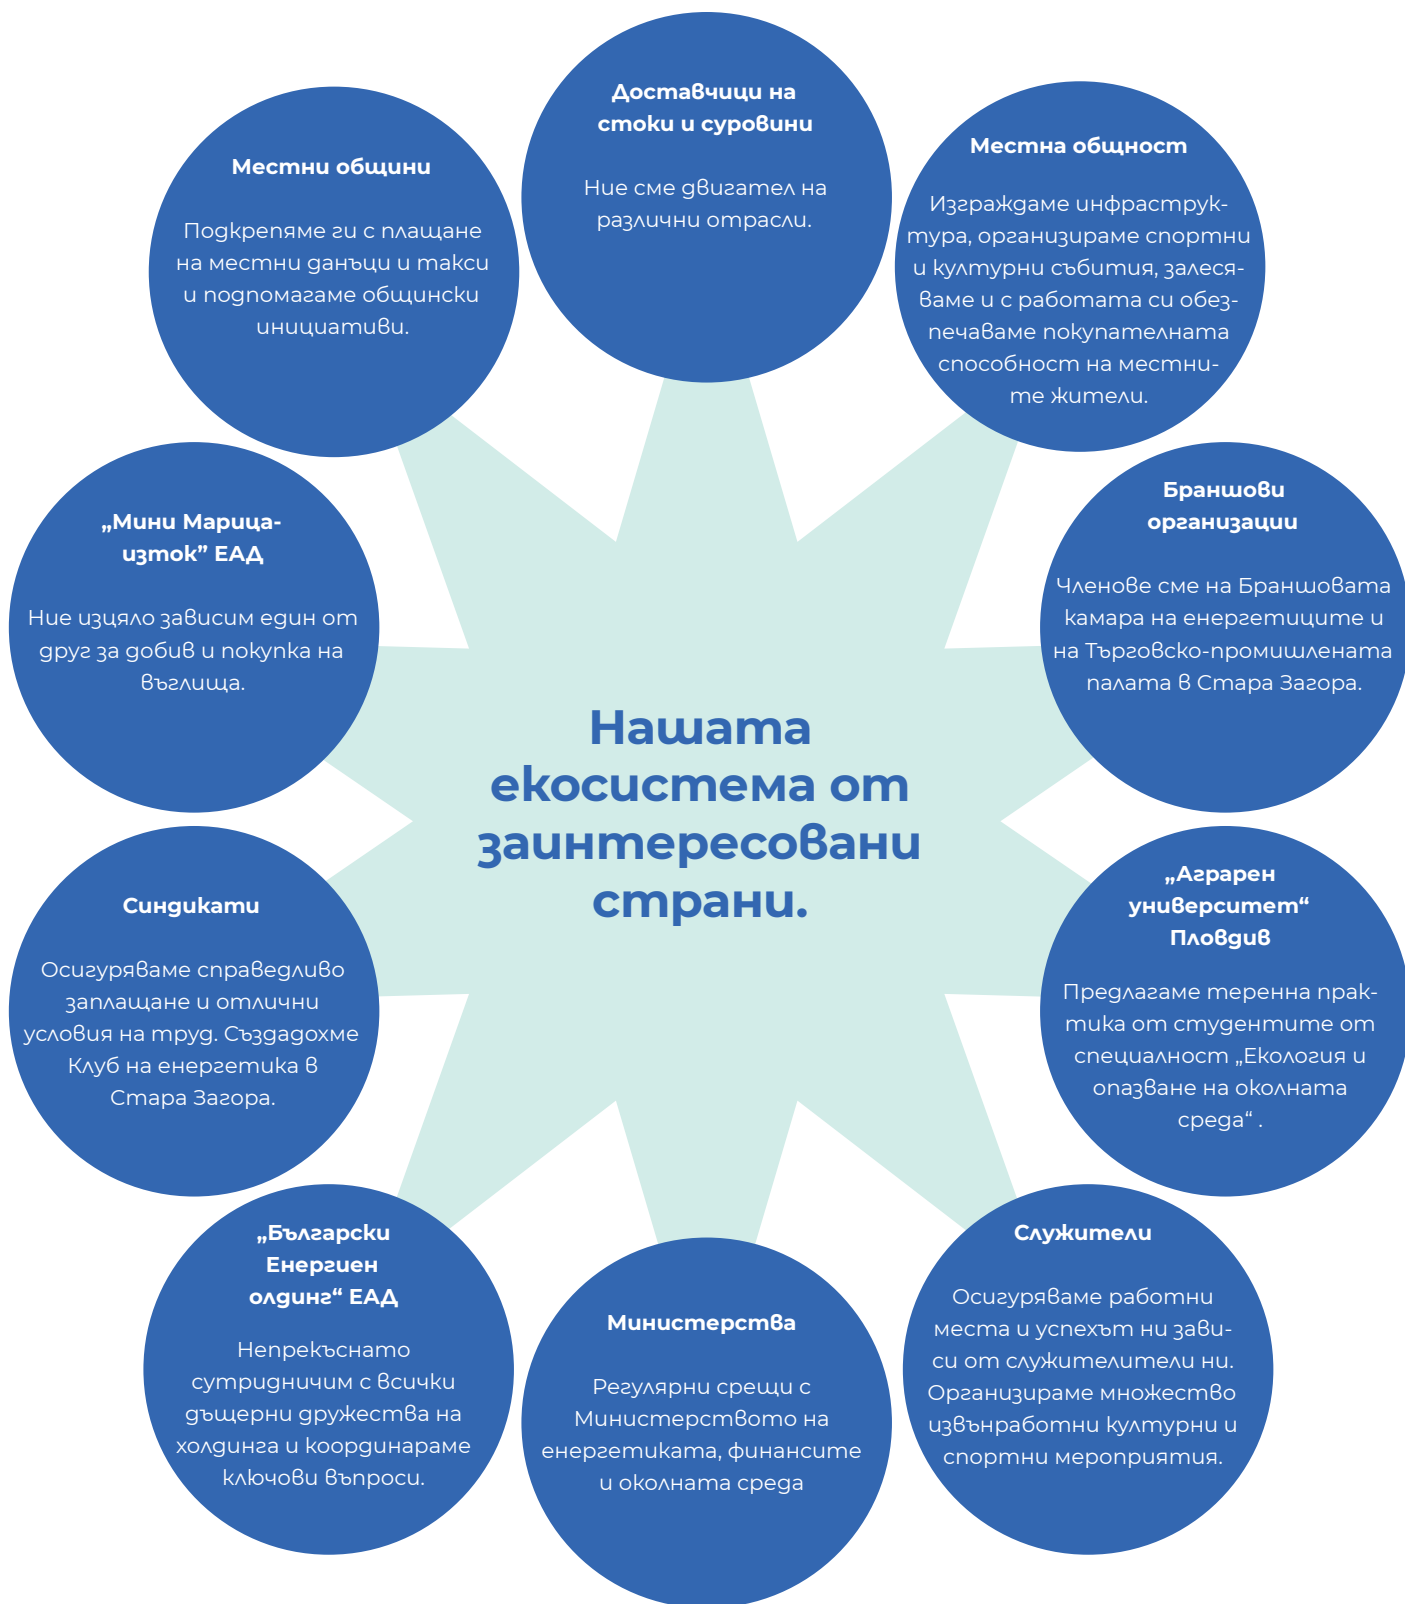 Доставчици на
стоки и суровини
Ние сме двигател на
различни отрасли.
Местна общност
Изграждаме инфраструк-
тура, организираме спортни
и културни събития, залеся-
ваме и с работата си обез-
печаваме покупателната
способност на местни-
те жители.
Браншови
организации
Членове сме на Браншовата
камара на енергетиците и
на Търговско-промишлената
палата в Стара Загора.
„Аграрен
университет“
Пловдив
Предлагаме теренна прак-
тика от студентите от
специалност „Екология и
опазване на околната
среда“ .
Служители
Осигуряваме работни
места и успехът ни зави-
си от служителители ни.
Организираме множество
извънработни културни и
спортни мероприятия.
Министерства
Регулярни срещи с
Министерството на
енергетиката, финансите
и околната среда
„Български
Енергиен
олдинг“ ЕАД
Непрекъснато
сутридничим с всички
дъщерни дружества на
холдинга и координараме
ключови въпроси.
Синдикати
Осигуряваме справедливо
заплащане и отлични
условия на труд. Създадохме
Клуб на енергетика в
Стара Загора.
„Мини Марица-
изток” ЕАД
Ние изцяло зависим един от
друг за добив и покупка на
въглища.
Местни общини
Подкрепяме ги с плащане
на местни данъци и такси
и подпомагаме общински
инициативи.
Нашата
екосистема от
заинтересовани
страни.